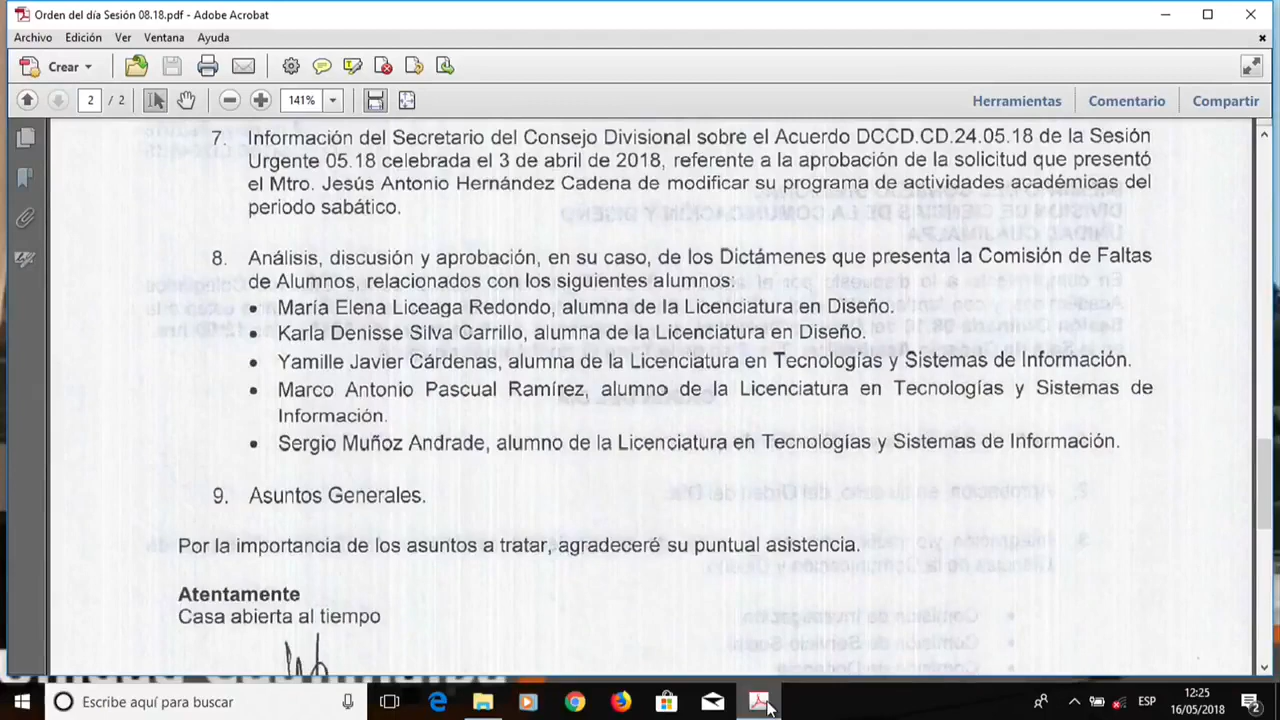 Orden del día Sesión 08.18.pdf - Adobe Acrobat
Archivo Edición Ver Ventana Ayuda
Crear
2 / 2 141% Herramientas Comentario Compartir
7. Información del Secretario del Consejo Divisional sobre el Acuerdo DCCD.CD.24.05.18 de la Sesión
Urgente 05.18 celebrada el 3 de abril de 2018, referente a la aprobación de la solicitud que presentó
el Mtro. Jesús Antonio Hernández Cadena de modificar su programa de actividades académicas del
periodo sabático.
8. Análisis, discusión y aprobación, en su caso, de los Dictámenes que presenta la Comisión de Faltas
de Alumnos, relacionados con los siguientes alumnos:
• María Elena Liceaga Redondo, alumna de la Licenciatura en Diseño.
• Karla Denisse Silva Carrillo, alumna de la Licenciatura en Diseño.
• Yamille Javier Cárdenas, alumna de la Licenciatura en Tecnologías y Sistemas de Información.
• Marco Antonio Pascual Ramírez, alumno de la Licenciatura en Tecnologías y Sistemas de
Información.
• Sergio Muñoz Andrade, alumno de la Licenciatura en Tecnologías y Sistemas de Información.
9. Asuntos Generales.
Por la importancia de los asuntos a tratar, agradeceré su puntual asistencia.
Atentamente
Casa abierta al tiempo
Escribe aquí para buscar
ESP
12:25
16/05/2018
2